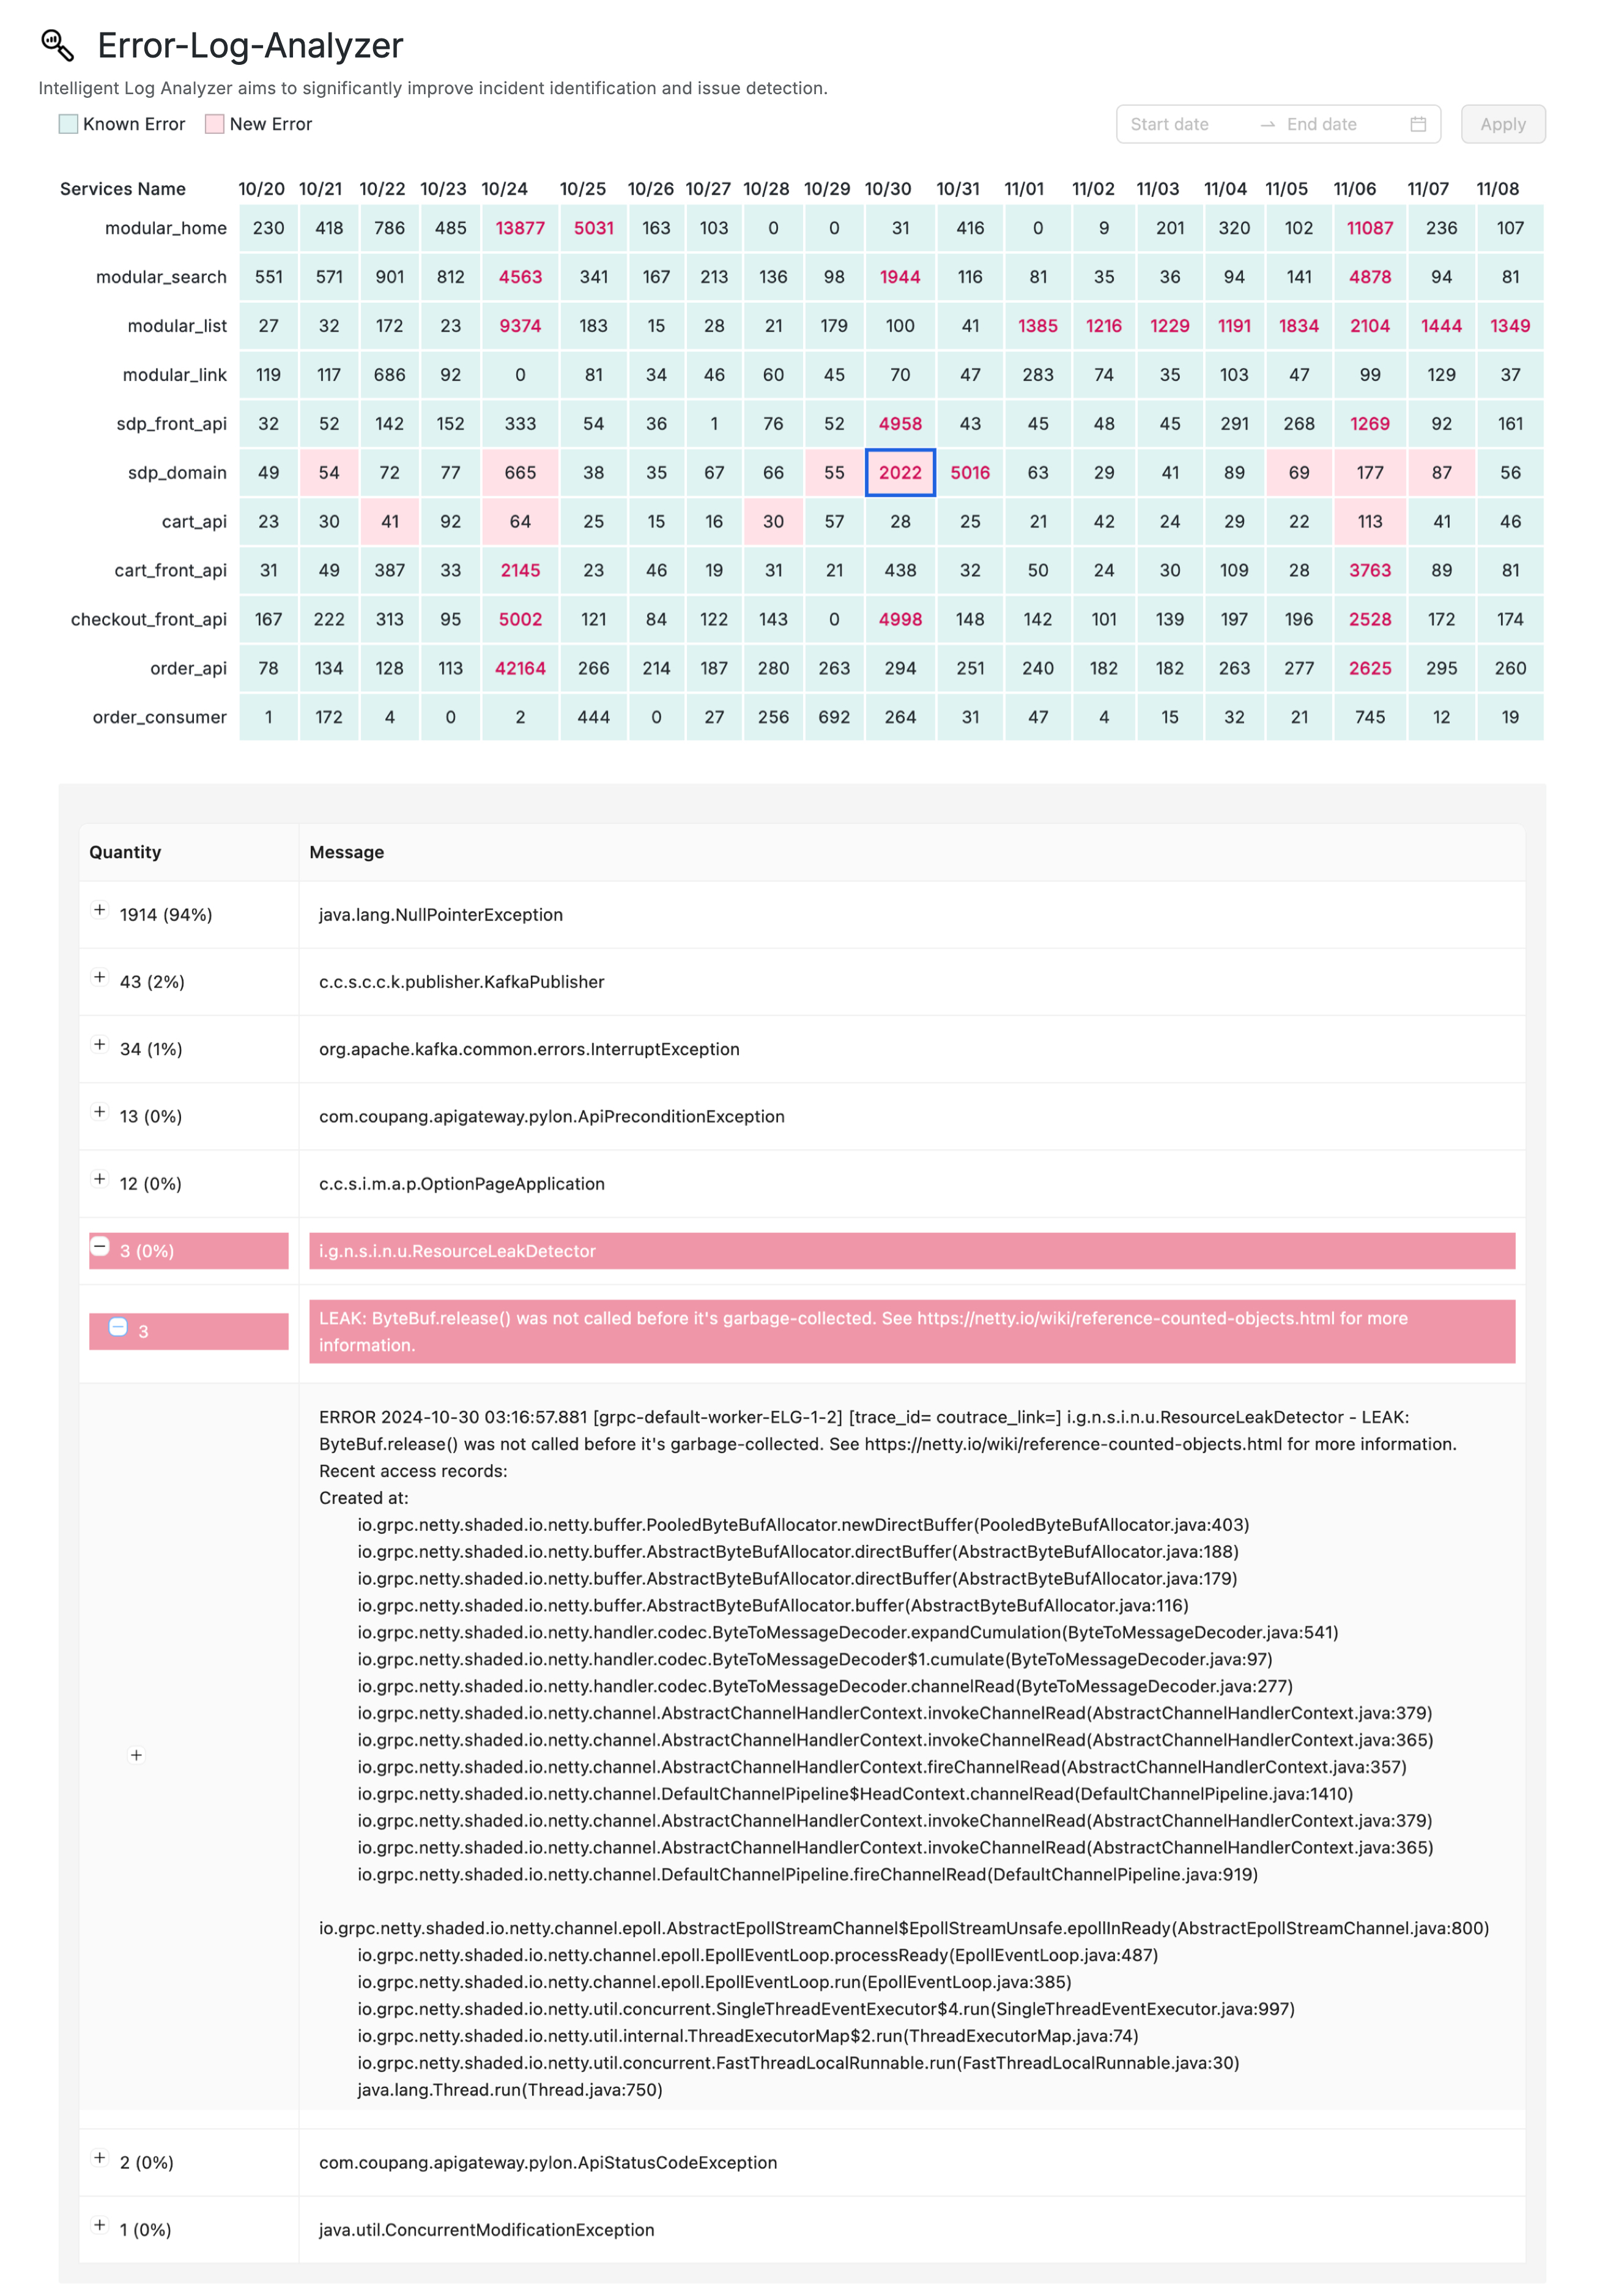 Error-Log-Analyzer
Intelligent Log Analyzer aims to significantly improve incident identification and issue detection.
Known Error New Error Start date End date Apply
Services Name 10/20 10/21 10/22 10/23 10/24 10/25 10/26 10/27 10/28 10/29 10/30 10/31 11/01 11/02 11/03 11/04 11/05 11/06 11/07 11/08
modular_home 230 418 786 485 13877 5031 163 103 0 0 31 416 0 9 201 320 102 11087 236 107
modular_search 551 571 901 812 4563 341 167 213 136 98 1944 116 81 35 36 94 141 4878 94 81
modular_list 27 32 172 23 9374 183 15 28 21 179 100 41 1385 1216 1229 1191 1834 2104 1444 1349
modular_link 119 117 686 92 0 81 34 46 60 45 70 47 283 74 35 103 47 99 129 37
sdp_front_api 32 52 142 152 333 54 36 1 76 52 4958 43 45 48 45 291 268 1269 92 161
sdp_domain 49 54 72 77 665 38 35 67 66 55 2022 5016 63 29 41 89 69 177 87 56
cart_api 23 30 41 92 64 25 15 16 30 57 28 25 21 42 24 29 22 113 41 46
cart_front_api 31 49 387 33 2145 23 46 19 31 21 438 32 50 24 30 109 28 3763 89 81
checkout_front_api 167 222 313 95 5002 121 84 122 143 0 4998 148 142 101 139 197 196 2528 172 174
order_api 78 134 128 113 42164 266 214 187 280 263 294 251 240 182 182 263 277 2625 295 260
order_consumer 1 172 4 0 2 444 0 27 256 692 264 31 47 4 15 32 21 745 12 19
Quantity Message
1914 (94%) java.lang.NullPointerException
43 (2%) c.c.s.c.c.k.publisher.KafkaPublisher
34 (1%) org.apache.kafka.common.errors.InterruptException
13 (0%) com.coupang.apigateway.pylon.ApiPreconditionException
12 (0%) c.c.s.i.m.a.p.OptionPageApplication
3 (0%) i.g.n.s.i.n.u.ResourceLeakDetector
3 LEAK: ByteBuf.release() was not called before it's garbage-collected. See https://netty.io/wiki/reference-counted-objects.html for more
information.
ERROR 2024-10-30 03:16:57.881 [grpc-default-worker-ELG-1-2] [trace_id= coutrace_link=] i.g.n.s.i.n.u.ResourceLeakDetector - LEAK:
ByteBuf.release() was not called before it's garbage-collected. See https://netty.io/wiki/reference-counted-objects.html for more information.
Recent access records:
Created at:
io.grpc.netty.shaded.io.netty.buffer.PooledByteBufAllocator.newDirectBuffer(PooledByteBufAllocator.java:403)
io.grpc.netty.shaded.io.netty.buffer.AbstractByteBufAllocator.directBuffer(AbstractByteBufAllocator.java:188)
io.grpc.netty.shaded.io.netty.buffer.AbstractByteBufAllocator.directBuffer(AbstractByteBufAllocator.java:179)
io.grpc.netty.shaded.io.netty.buffer.AbstractByteBufAllocator.buffer(AbstractByteBufAllocator.java:116)
io.grpc.netty.shaded.io.netty.handler.codec.ByteToMessageDecoder.expandCumulation(ByteToMessageDecoder.java:541)
io.grpc.netty.shaded.io.netty.handler.codec.ByteToMessageDecoder$1.cumulate(ByteToMessageDecoder.java:97)
io.grpc.netty.shaded.io.netty.handler.codec.ByteToMessageDecoder.channelRead(ByteToMessageDecoder.java:277)
io.grpc.netty.shaded.io.netty.channel.AbstractChannelHandlerContext.invokeChannelRead(AbstractChannelHandlerContext.java:379)
io.grpc.netty.shaded.io.netty.channel.AbstractChannelHandlerContext.invokeChannelRead(AbstractChannelHandlerContext.java:365)
io.grpc.netty.shaded.io.netty.channel.AbstractChannelHandlerContext.fireChannelRead(AbstractChannelHandlerContext.java:357)
io.grpc.netty.shaded.io.netty.channel.DefaultChannelPipeline$HeadContext.channelRead(DefaultChannelPipeline.java:1410)
io.grpc.netty.shaded.io.netty.channel.AbstractChannelHandlerContext.invokeChannelRead(AbstractChannelHandlerContext.java:379)
io.grpc.netty.shaded.io.netty.channel.AbstractChannelHandlerContext.invokeChannelRead(AbstractChannelHandlerContext.java:365)
io.grpc.netty.shaded.io.netty.channel.DefaultChannelPipeline.fireChannelRead(DefaultChannelPipeline.java:919)
io.grpc.netty.shaded.io.netty.channel.epoll.AbstractEpollStreamChannel$EpollStreamUnsafe.epollInReady(AbstractEpollStreamChannel.java:800)
io.grpc.netty.shaded.io.netty.channel.epoll.EpollEventLoop.processReady(EpollEventLoop.java:487)
io.grpc.netty.shaded.io.netty.channel.epoll.EpollEventLoop.run(EpollEventLoop.java:385)
io.grpc.netty.shaded.io.netty.util.concurrent.SingleThreadEventExecutor$4.run(SingleThreadEventExecutor.java:997)
io.grpc.netty.shaded.io.netty.util.internal.ThreadExecutorMap$2.run(ThreadExecutorMap.java:74)
io.grpc.netty.shaded.io.netty.util.concurrent.FastThreadLocalRunnable.run(FastThreadLocalRunnable.java:30)
java.lang.Thread.run(Thread.java:750)
2 (0%) com.coupang.apigateway.pylon.ApiStatusCodeException
1 (0%) java.util.ConcurrentModificationException